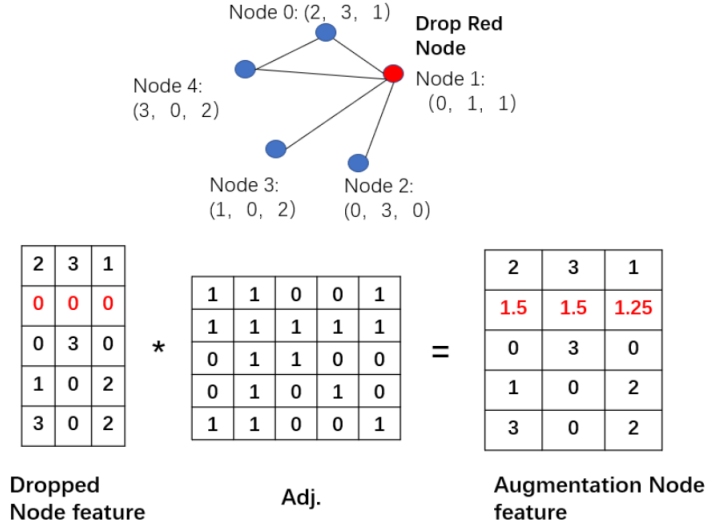 Node 0: (2, 3, 1)
Drop Red
Node
Node 1:
(0, 1, 1)
Node 4:
(3, 0, 2)
Node 3:
(1, 0, 2)
Node 2:
(0, 3, 0)
2 3 1
0 0 0
0 3 0
1 0 2
3 0 2
*
1 1 0 0 1
1 1 1 1 1
0 1 1 0 0
0 1 0 1 0
1 1 0 0 1
=
2 3 1
1.5 1.5 1.25
0 3 0
1 0 2
3 0 2
Dropped
Node feature
Adj.
Augmentation Node
feature